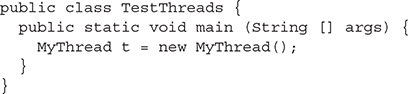 public class TestThreads {
  public static void main (String [] args) {
    MyThread t = new MyThread();
  }
}